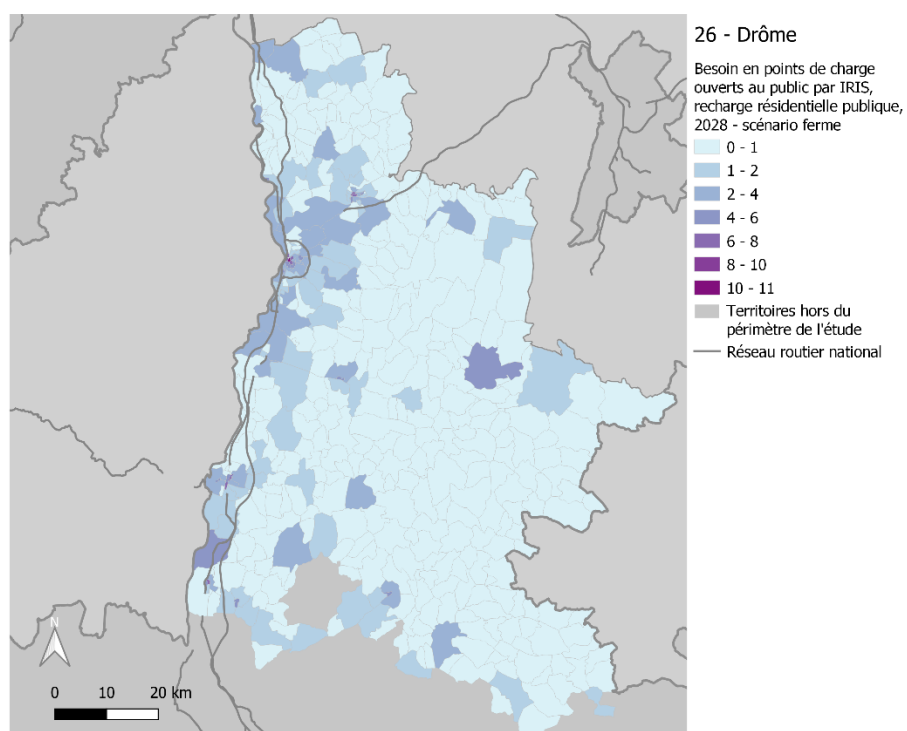 26 - Drôme
Besoin en points de charge
ouverts au public par IRIS,
recharge résidentielle publique,
2028 - scénario ferme
0 - 1
1 - 2
2 - 4
4 - 6
6 - 8
8 - 10
10 - 11
Territoires hors du
périmètre de l'étude
Réseau routier national
N
0 10 20 km